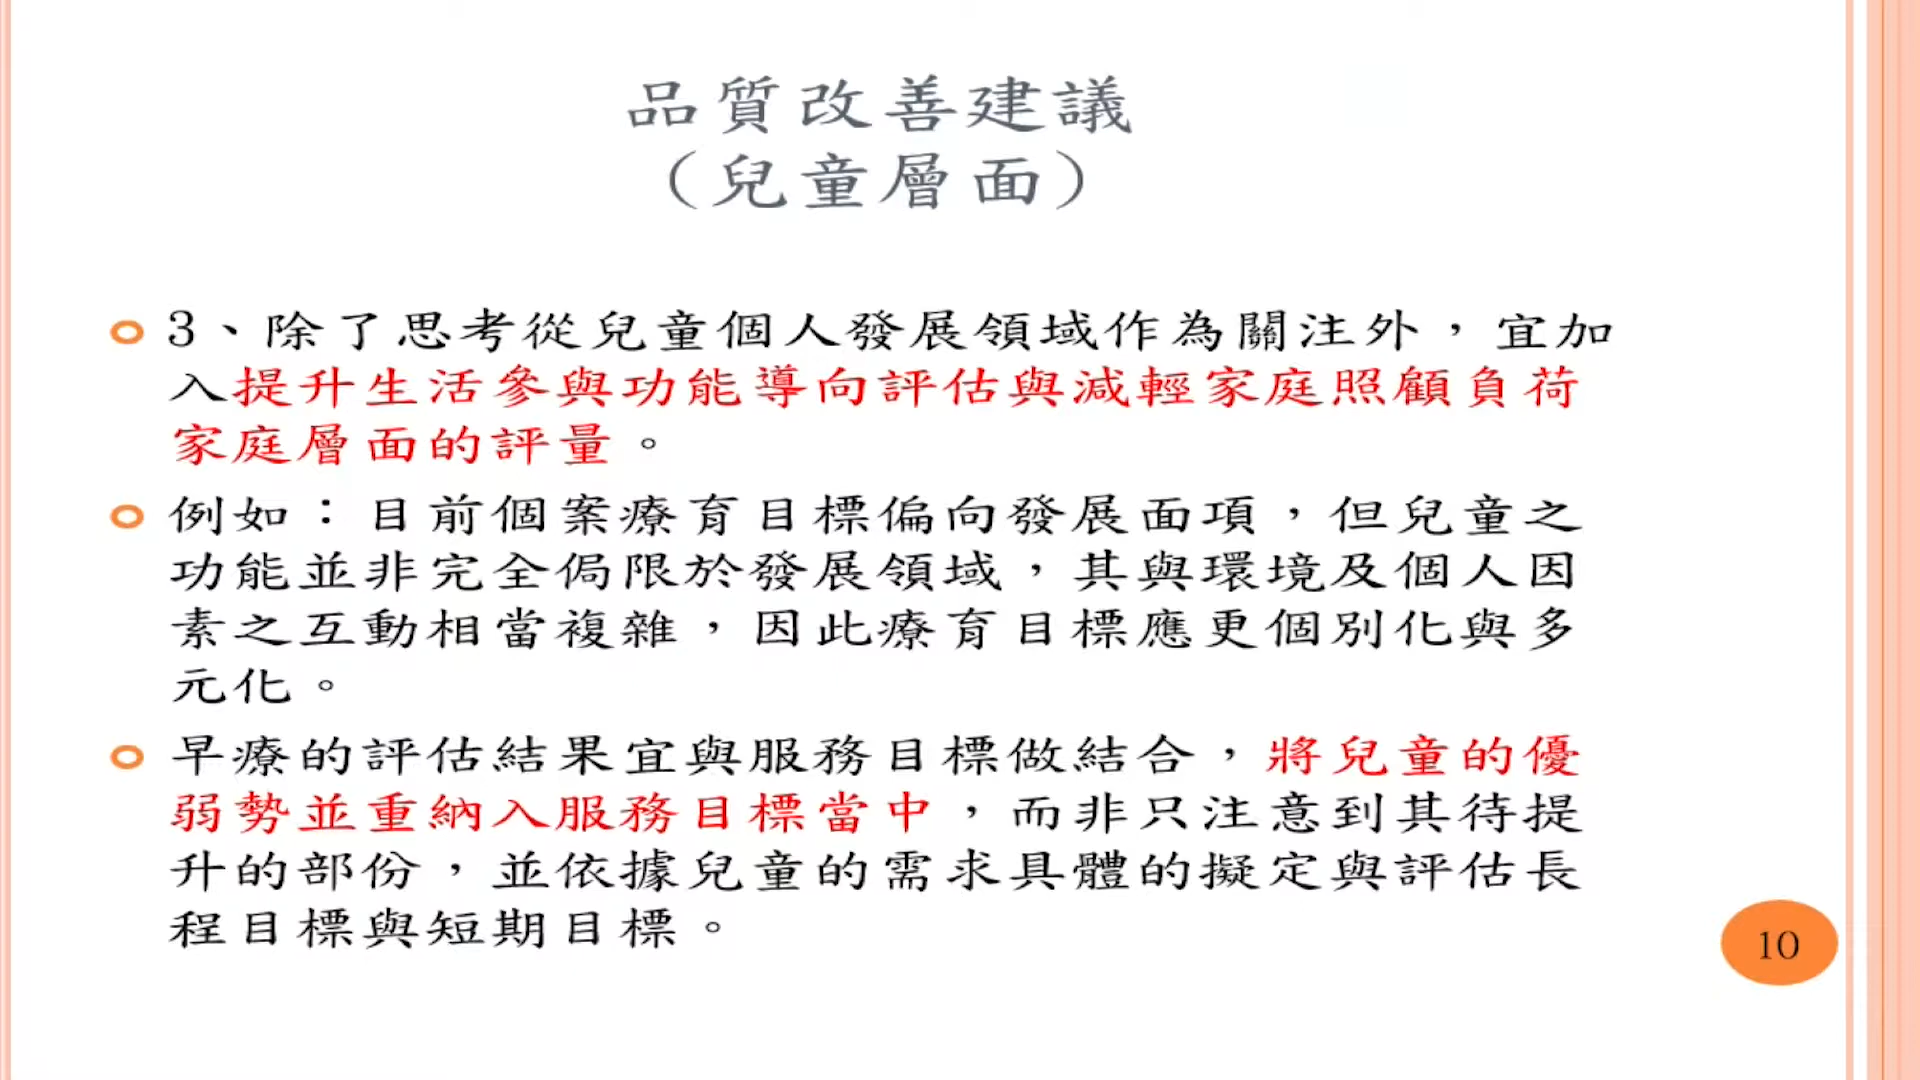 品質改善建議
（兒童層面）
3、除了思考從兒童個人發展領域作為關注外，宜加
入提升生活參與功能導向評估與減輕家庭照顧負荷
家庭層面的評量。
例如：目前個案療育目標偏向發展面項，但兒童之
功能並非完全侷限於發展領域，其與環境及個人因
素之互動相當複雜，因此療育目標應更個別化與多
元化。
早療的評估結果宜與服務目標做結合，將兒童的優
弱勢並重納入服務目標當中，而非只注意到其待提
升的部份，並依據兒童的需求具體的擬定與評估長
程目標與短期目標。
10